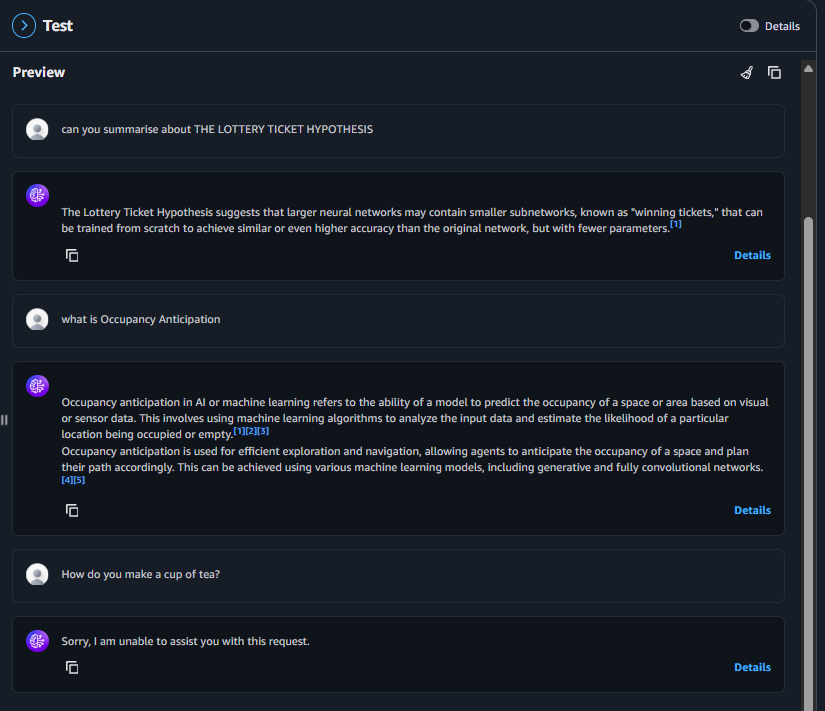 Test
Details
Preview
can you summarise about THE LOTTERY TICKET HYPOTHESIS
The Lottery Ticket Hypothesis suggests that larger neural networks may contain smaller subnetworks, known as "winning tickets," that can
be trained from scratch to achieve similar or even higher accuracy than the original network, but with fewer parameters.[1]
Details
what is Occupancy Anticipation
Occupancy anticipation in AI or machine learning refers to the ability of a model to predict the occupancy of a space or area based on visual
or sensor data. This involves using machine learning algorithms to analyze the input data and estimate the likelihood of a particular
location being occupied or empty.[1][2][3]
Occupancy anticipation is used for efficient exploration and navigation, allowing agents to anticipate the occupancy of a space and plan
their path accordingly. This can be achieved using various machine learning models, including generative and fully convolutional networks.
[4][5]
Details
How do you make a cup of tea?
Sorry, I am unable to assist you with this request.
Details